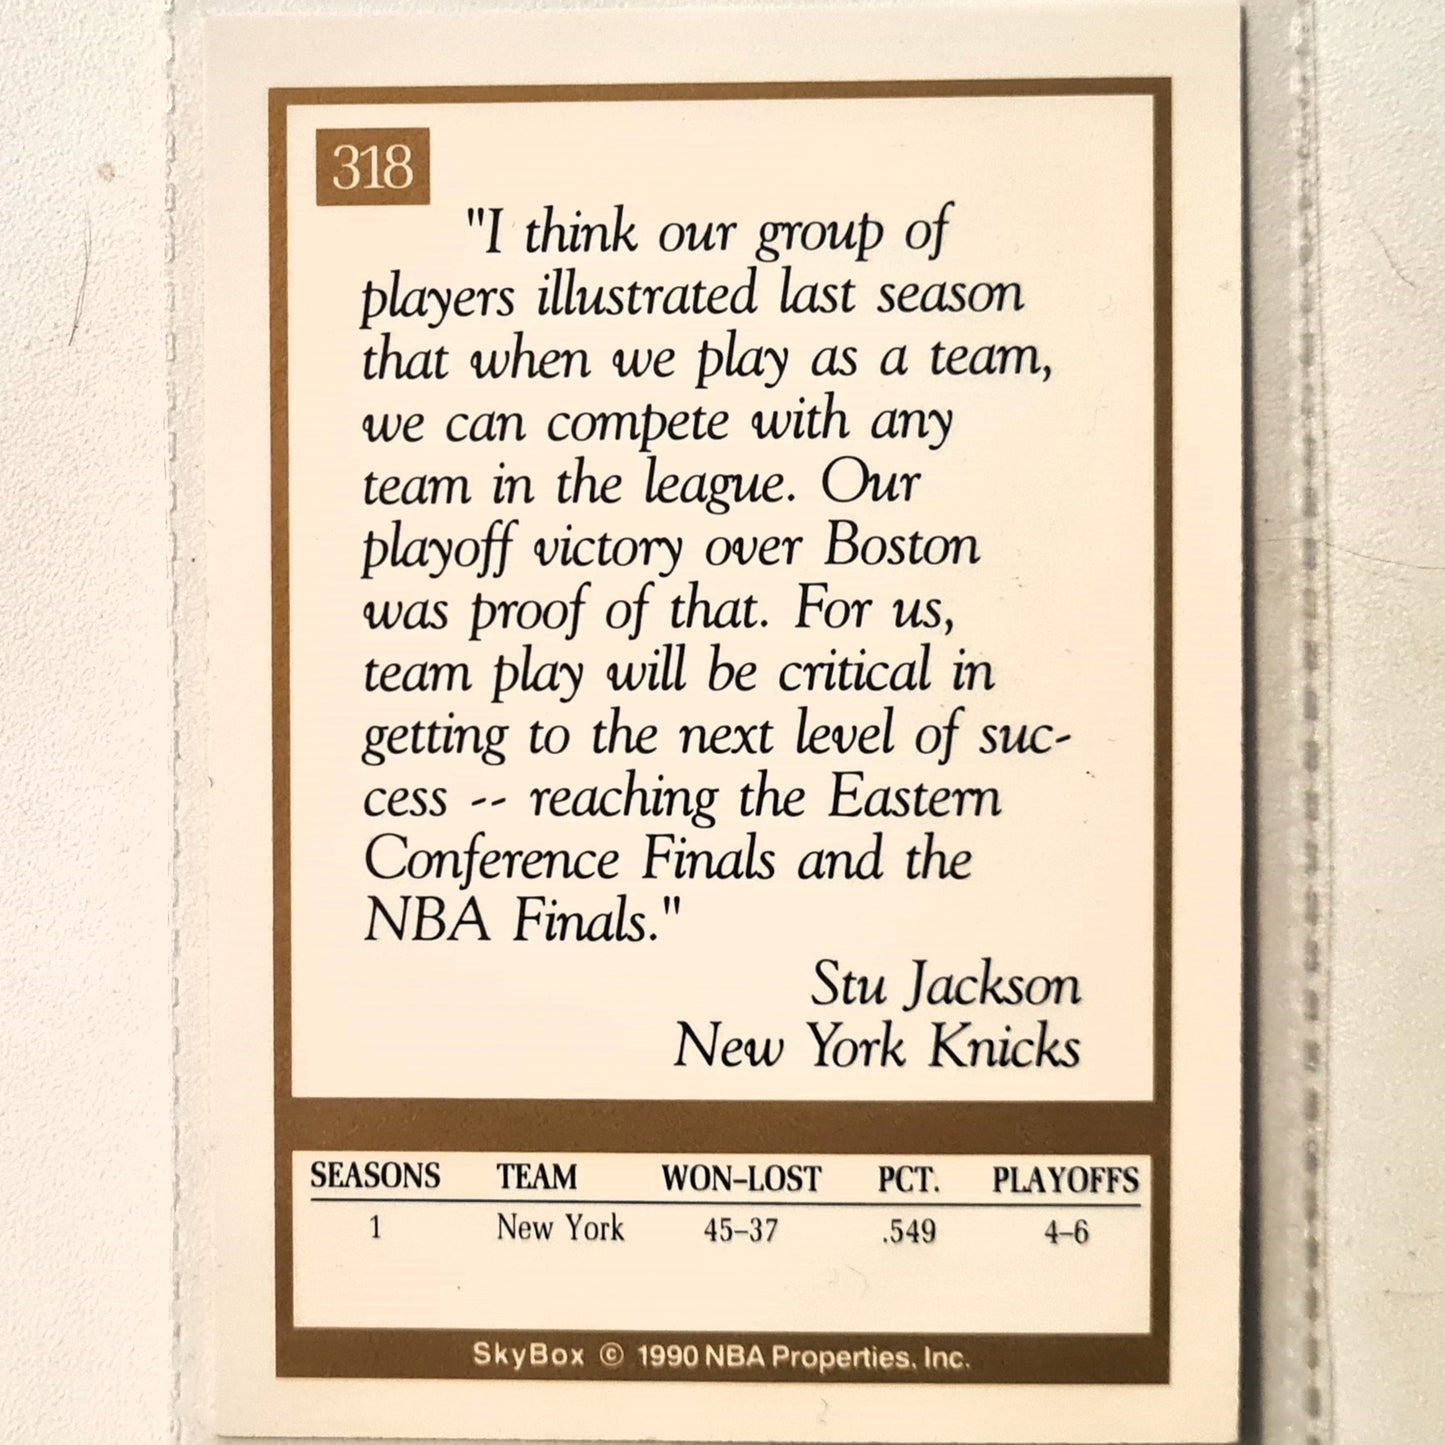 318
"I think our group of
players illustrated last season
that when we play as a team,
we can compete with any
team in the league. Our
playoff victory over Boston
was proof of that. For us,
team play will be critical in
getting to the next level of suc-
cess -- reaching the Eastern
Conference Finals and the
NBA Finals."
Stu Jackson
New York Knicks
SEASONS TEAM WON–LOST PCT. PLAYOFFS
1 New York 45–37 .549 4–6
SkyBox © 1990 NBA Properties, Inc.